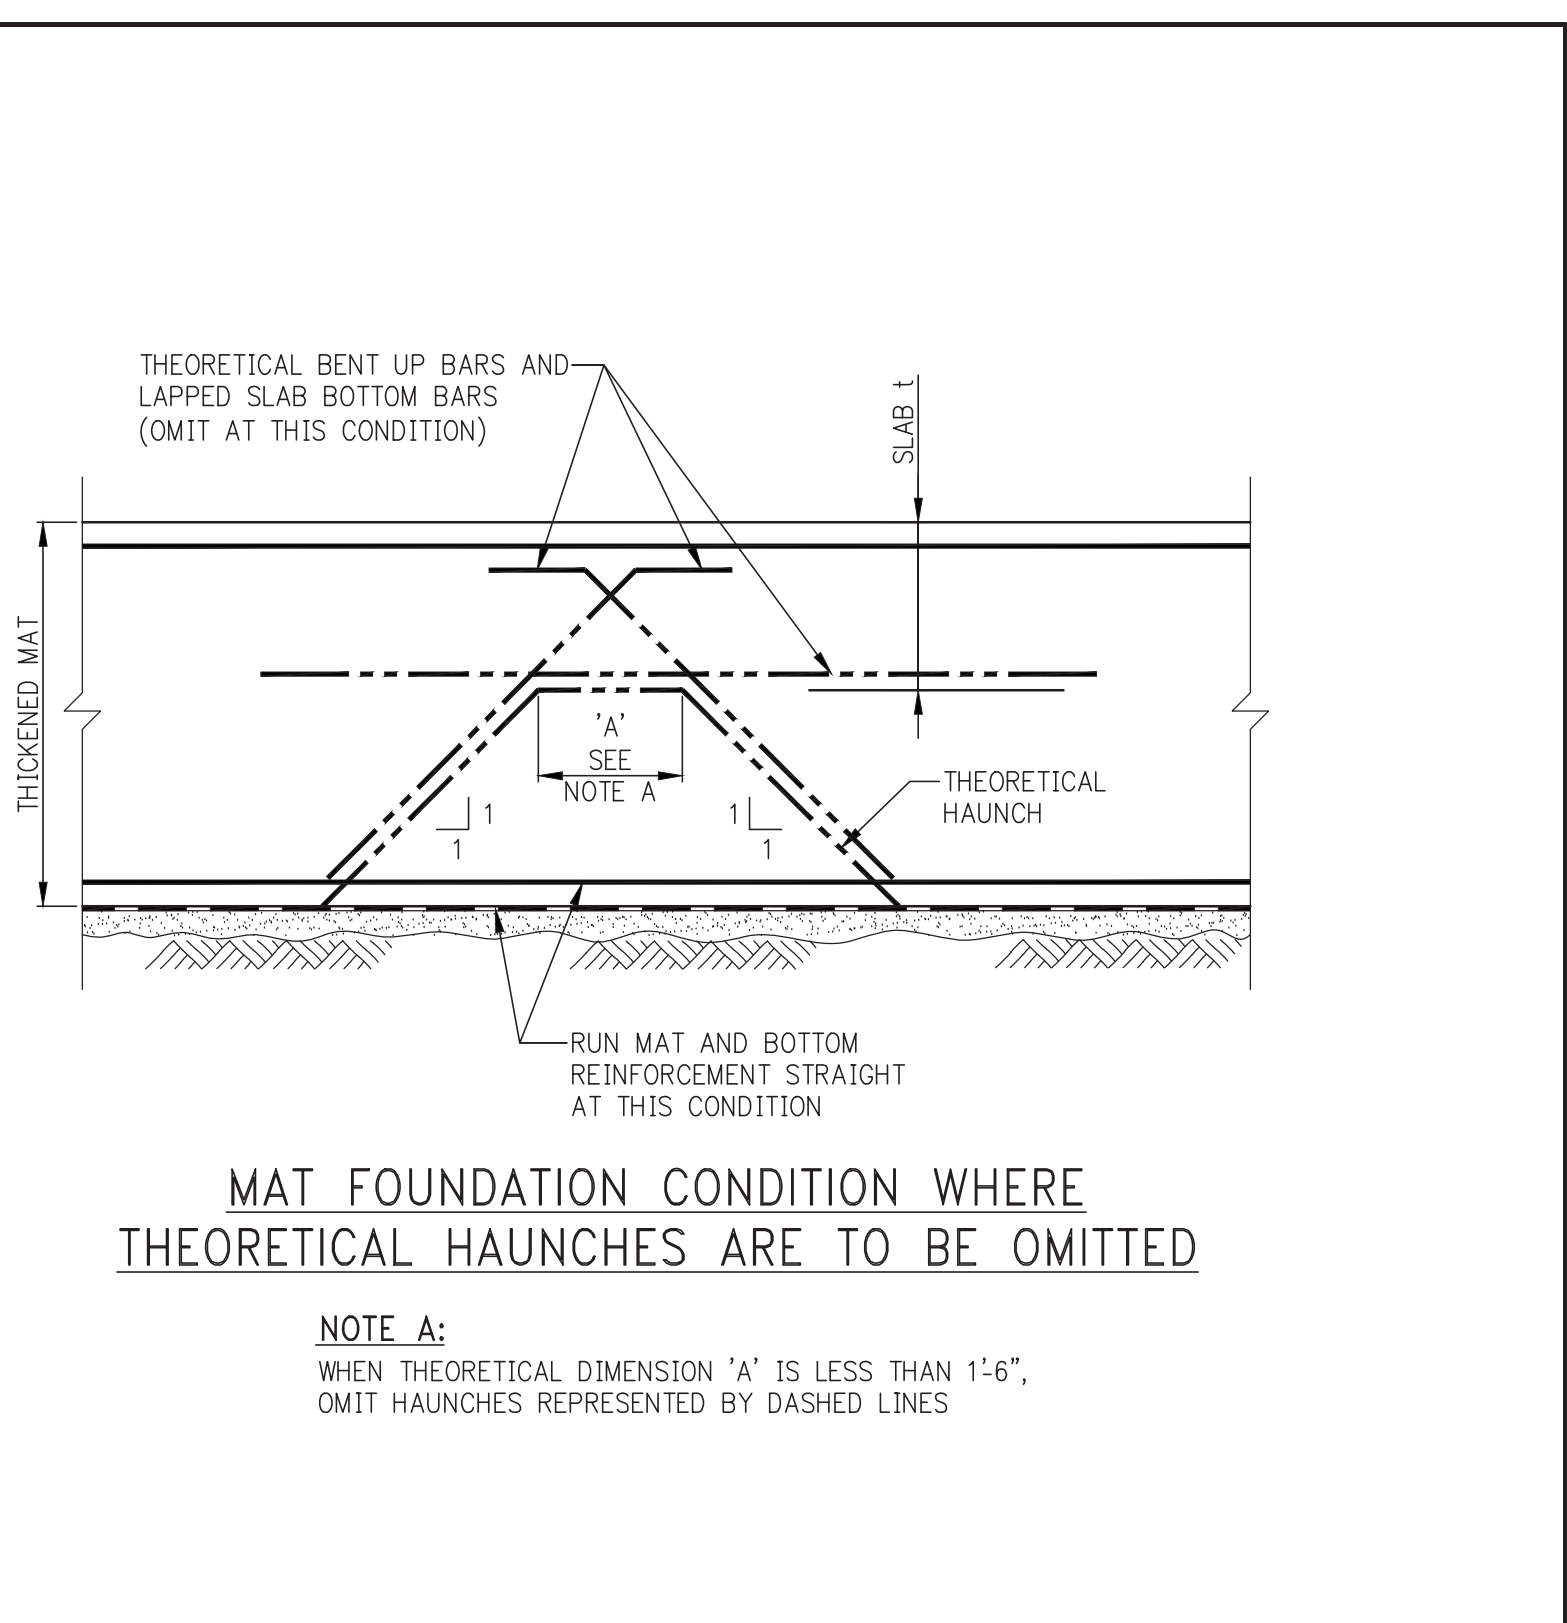 THEORETICAL BENT UP BARS AND
LAPPED SLAB BOTTOM BARS
(OMIT AT THIS CONDITION)
SLAB t
THICKENED MAT
'A'
SEE
NOTE A
1
1
1
1
THEORETICAL
HAUNCH
RUN MAT AND BOTTOM
REINFORCEMENT STRAIGHT
AT THIS CONDITION
MAT FOUNDATION CONDITION WHERE
THEORETICAL HAUNCHES ARE TO BE OMITTED
NOTE A:
WHEN THEORETICAL DIMENSION 'A' IS LESS THAN 1'-6",
OMIT HAUNCHES REPRESENTED BY DASHED LINES